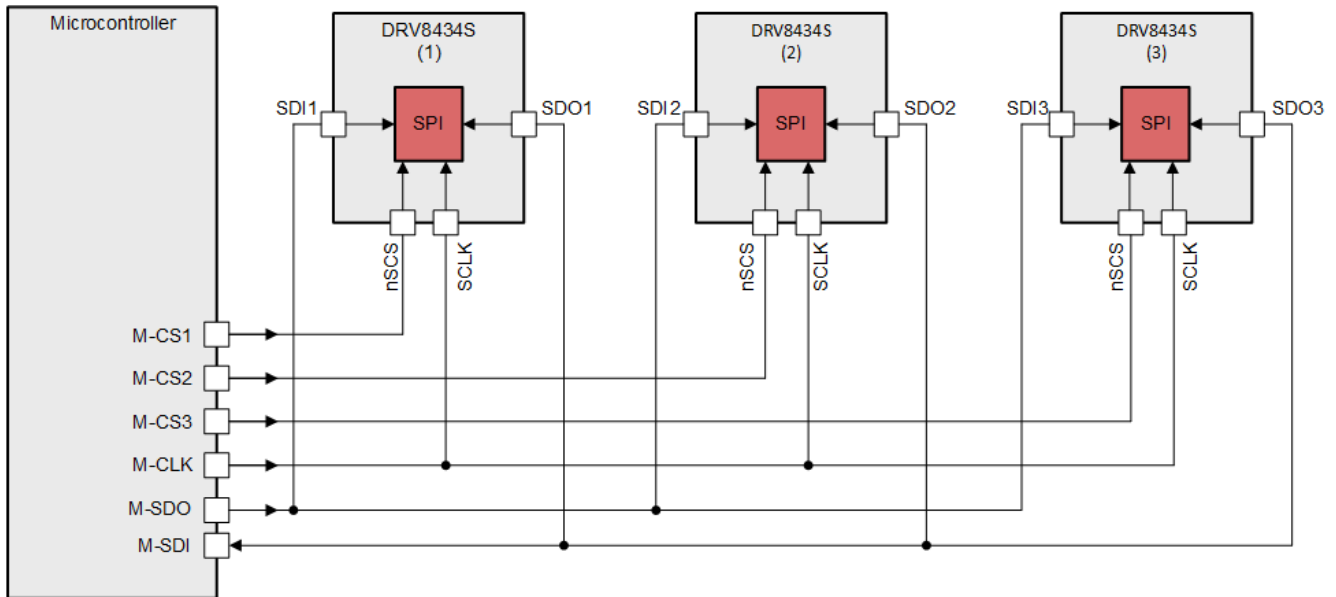 Microcontroller
DRV8434S
(1)
DRV8434S
(2)
DRV8434S
(3)
SDI1
SPI
SDO1
SDI2
SPI
SDO2
SDI3
SPI
SDO3
nSCS
SCLK
nSCS
SCLK
nSCS
SCLK
M-CS1
M-CS2
M-CS3
M-CLK
M-SDO
M-SDI